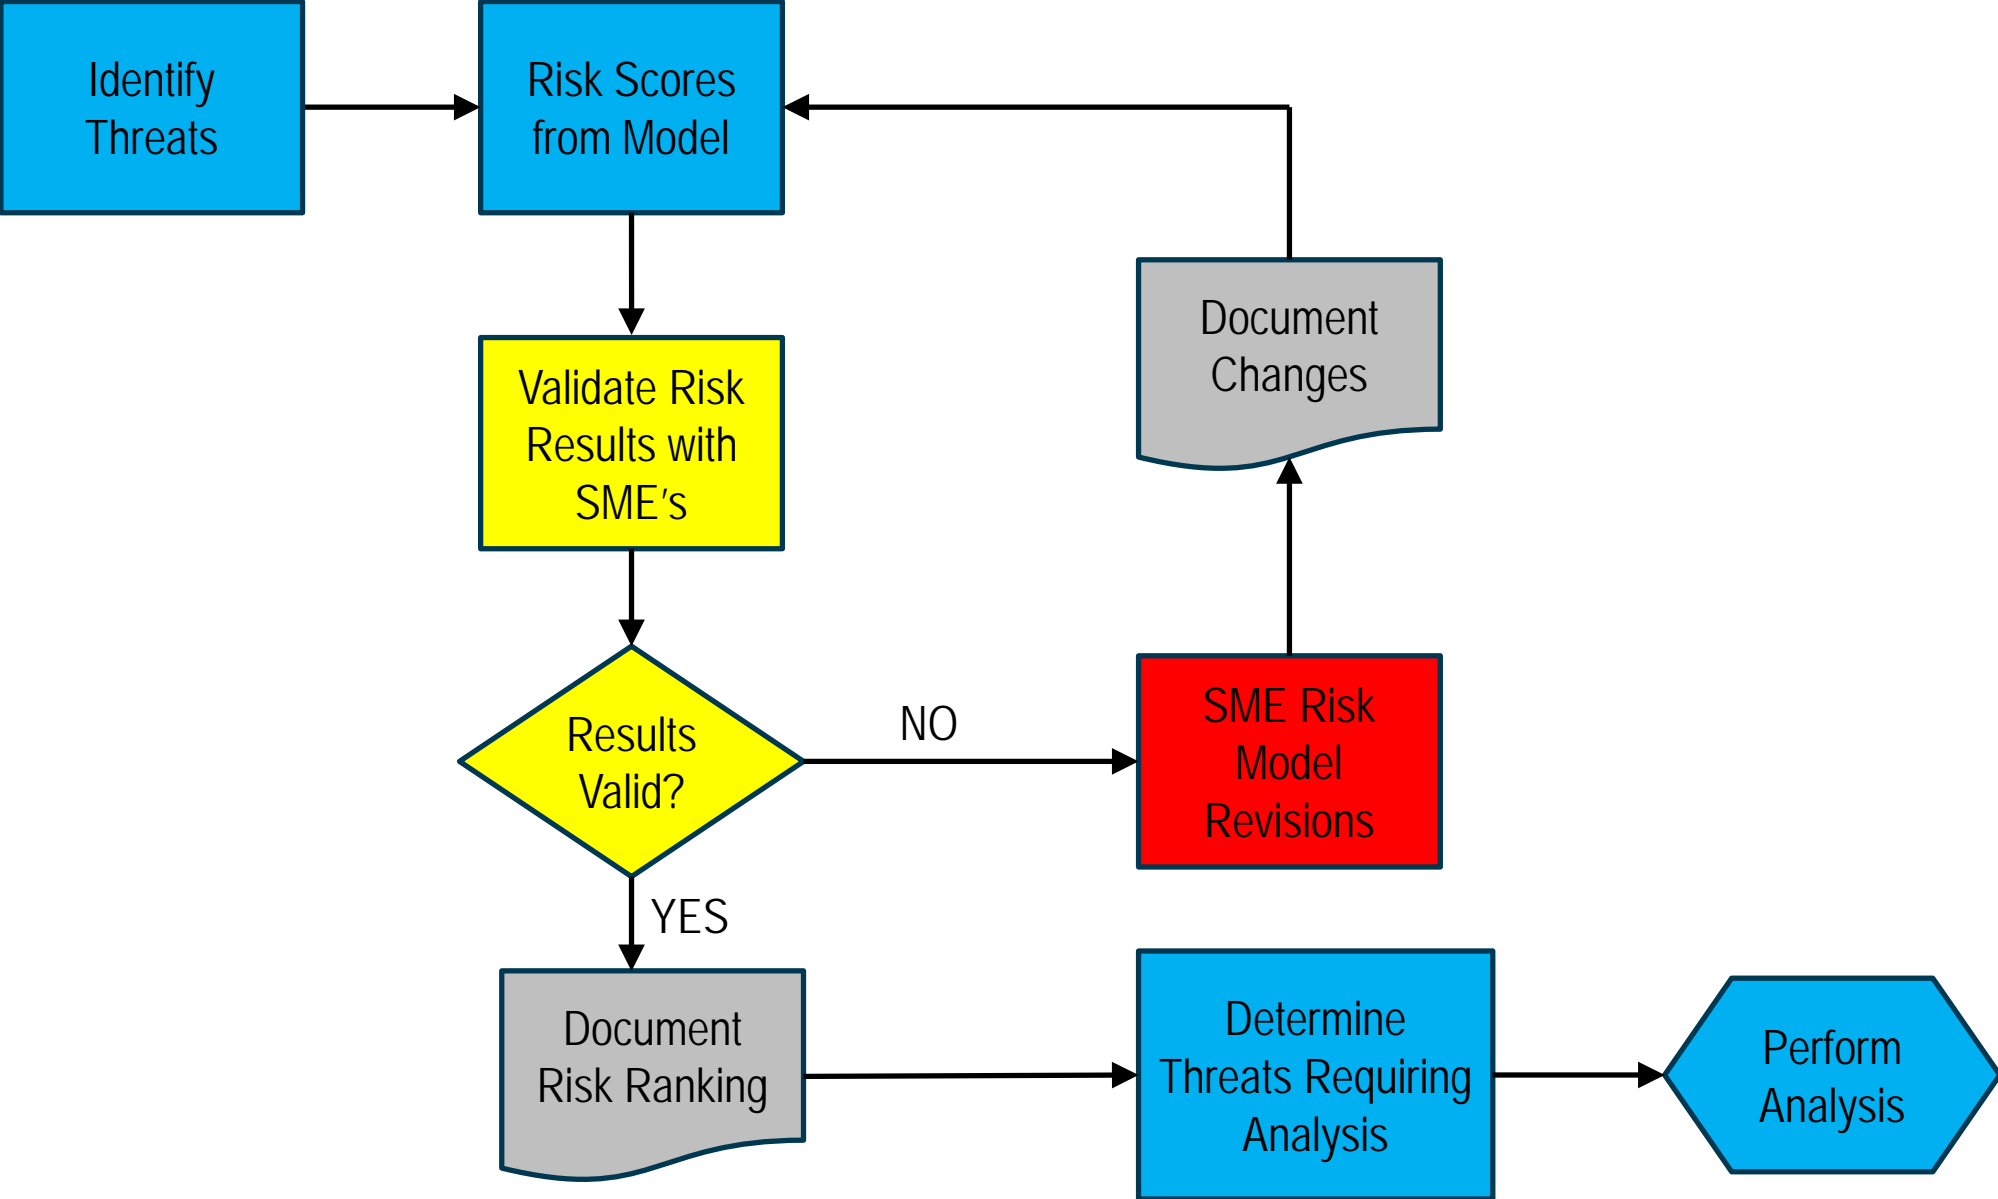 Identify
Threats
Risk Scores
from Model
Document
Changes
Validate Risk
Results with
SME's
Results
Valid?
NO
SME Risk
Model
Revisions
YES
Document
Risk Ranking
Determine
Threats Requiring
Analysis
Perform
Analysis